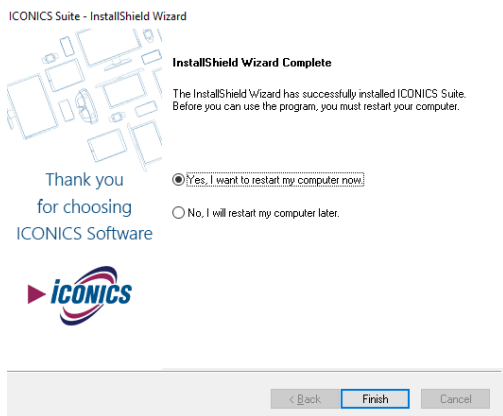 ICONICS Suite - InstallShield Wizard
InstallShield Wizard Complete
The InstallShield Wizard has successfully installed ICONICS Suite.
Before you can use the program, you must restart your computer.
Yes, I want to restart my computer now.
No, I will restart my computer later.
Thank you
for choosing
ICONICS Software
ICONICS
< Back
Finish
Cancel